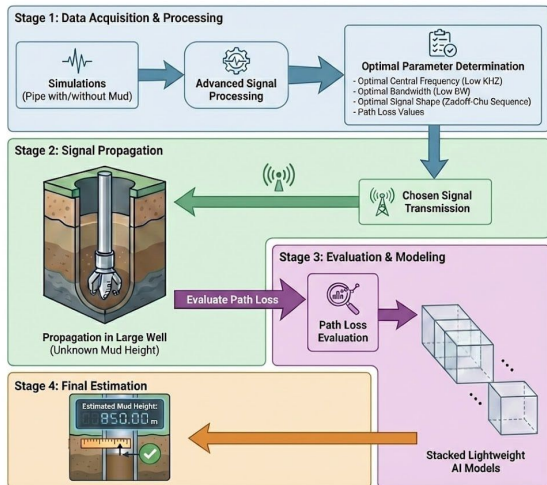 Stage 1: Data Acquisition & Processing
Simulations
(Pipe with/without Mud)
Advanced Signal
Processing
Optimal Parameter Determination
- Optimal Central Frequency (Low KHZ)
- Optimal Bandwidth (Low BW)
- Optimal Signal Shape (Zadoff-Chu Sequence)
- Path Loss Values
Stage 2: Signal Propagation
Chosen Signal
Transmission
Propagation in Large Well
(Unknown Mud Height)
Evaluate Path Loss
Stage 3: Evaluation & Modeling
Path Loss
Evaluation
...
...
Stacked Lightweight
AI Models
Stage 4: Final Estimation
Estimated Mud Height:
850.00 m